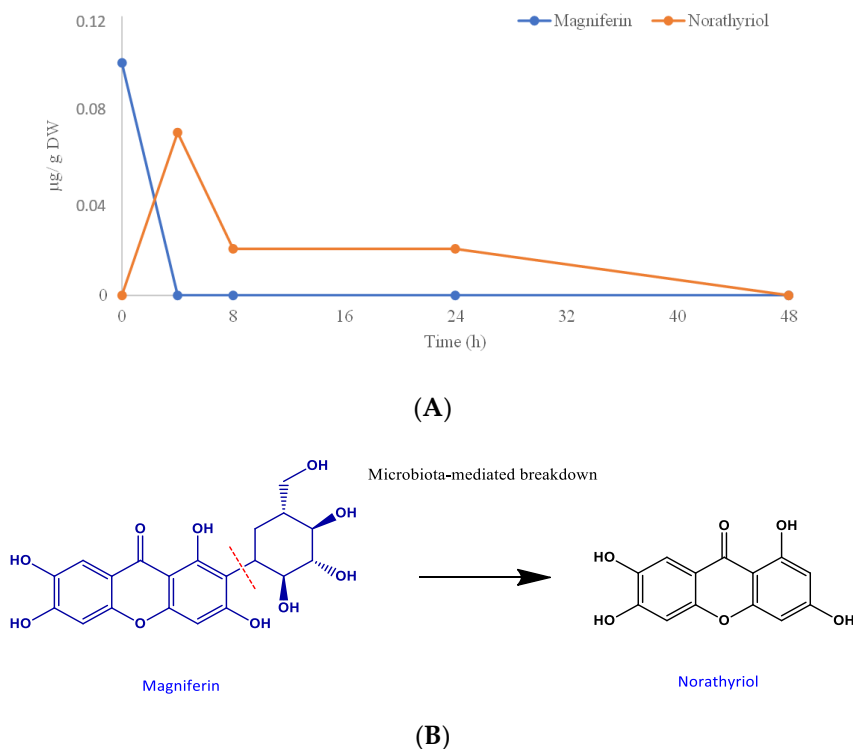 0.12
Magniferin
Norathyriol
0.08
0.04
0
µg/ g DW
0 8 16 24 32 40 48
Time (h)
(A)
OH
Microbiota-mediated breakdown
O OH OH
HO OH
HO O OH OH
Magniferin
O OH
HO
HO O OH
Norathyriol
(B)